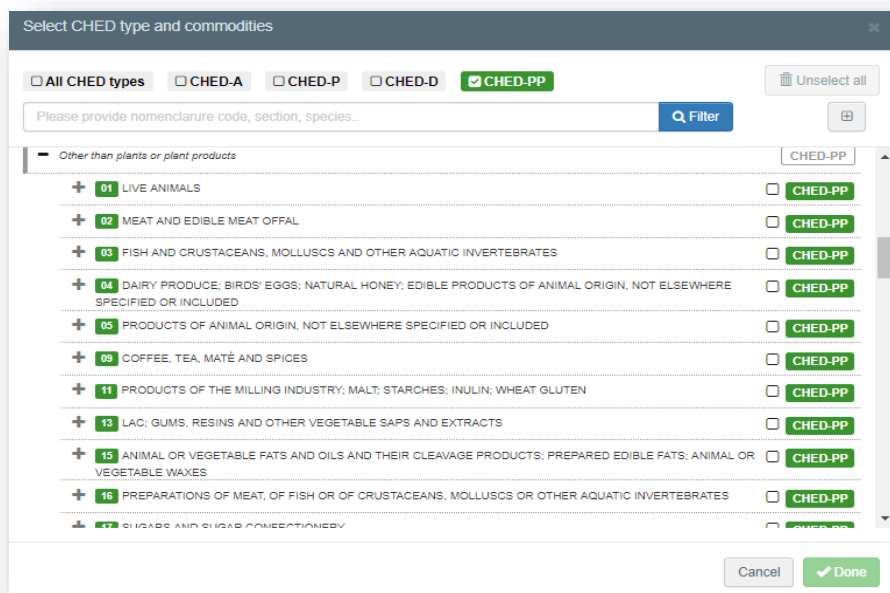 Select CHED type and commodities
All CHED types CHED-A CHED-P CHED-D CHED-PP Unselect all
Please provide nomenclarure code, section, species.. Filter
Other than plants or plant products CHED-PP
01 LIVE ANIMALS CHED-PP
02 MEAT AND EDIBLE MEAT OFFAL CHED-PP
03 FISH AND CRUSTACEANS, MOLLUSCS AND OTHER AQUATIC INVERTEBRATES CHED-PP
04 DAIRY PRODUCE; BIRDS' EGGS; NATURAL HONEY; EDIBLE PRODUCTS OF ANIMAL ORIGIN, NOT ELSEWHERE CHED-PP
SPECIFIED OR INCLUDED
05 PRODUCTS OF ANIMAL ORIGIN, NOT ELSEWHERE SPECIFIED OR INCLUDED CHED-PP
09 COFFEE, TEA, MATÉ AND SPICES CHED-PP
11 PRODUCTS OF THE MILLING INDUSTRY; MALT; STARCHES; INULIN; WHEAT GLUTEN CHED-PP
13 LAC; GUMS, RESINS AND OTHER VEGETABLE SAPS AND EXTRACTS CHED-PP
15 ANIMAL OR VEGETABLE FATS AND OILS AND THEIR CLEAVAGE PRODUCTS; PREPARED EDIBLE FATS; ANIMAL OR CHED-PP
VEGETABLE WAXES
16 PREPARATIONS OF MEAT, OF FISH OR OF CRUSTACEANS, MOLLUSCS OR OTHER AQUATIC INVERTEBRATES CHED-PP
17 SUGARS AND SUGAR CONFECTIONERY CHED-PP
Cancel Done